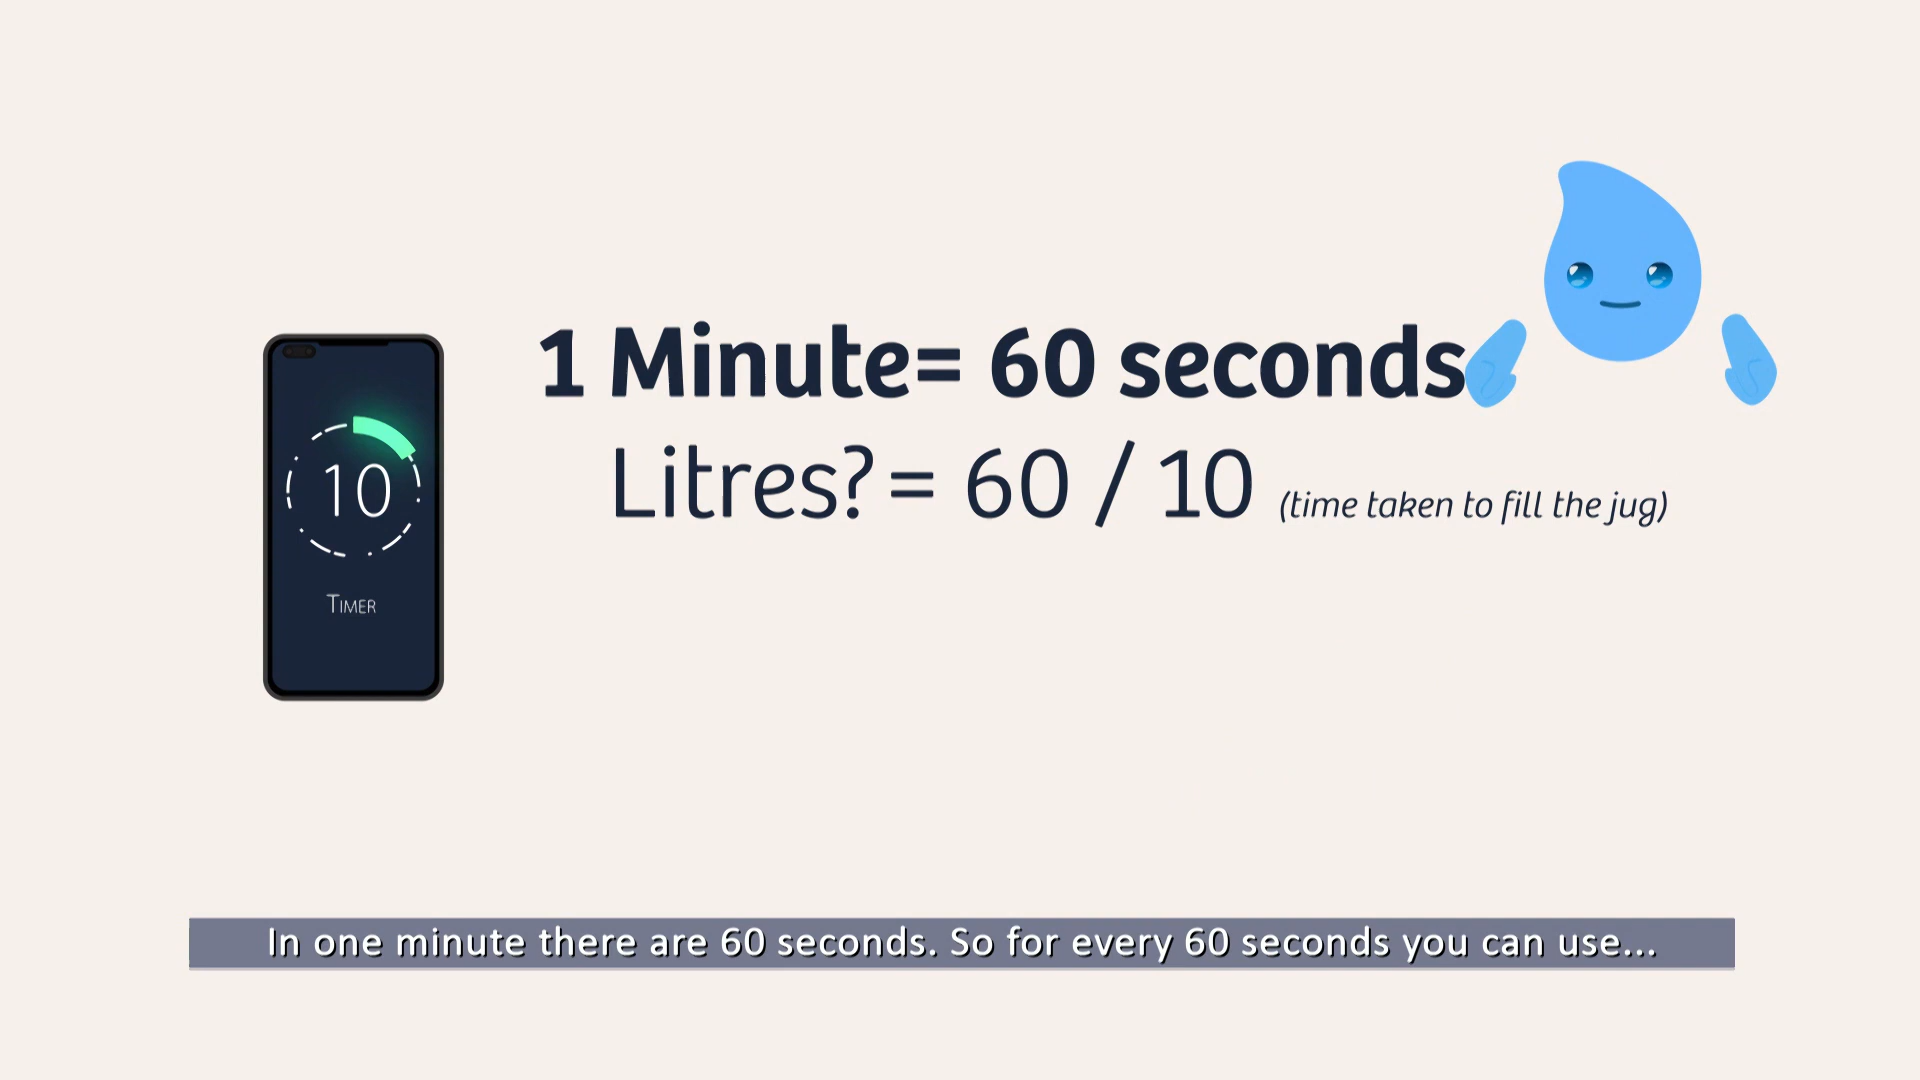 1 Minute= 60 seconds
Litres? = 60 / 10 (time taken to fill the jug)
10
Timer
In one minute there are 60 seconds. So for every 60 seconds you can use...